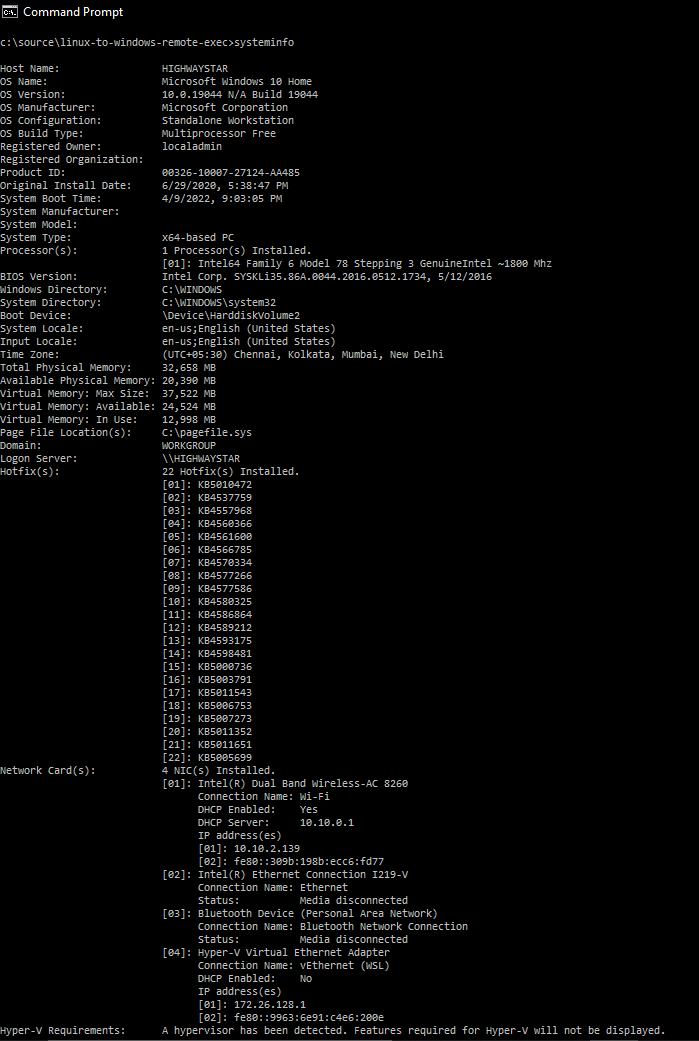 Command Prompt
c:\source\linux-to-windows-remote-exec>systeminfo
Host Name: HIGHWAYSTAR
OS Name: Microsoft Windows 10 Home
OS Version: 10.0.19044 N/A Build 19044
OS Manufacturer: Microsoft Corporation
OS Configuration: Standalone Workstation
OS Build Type: Multiprocessor Free
Registered Owner: localadmin
Registered Organization:
Product ID: 00326-10007-27124-AA485
Original Install Date: 6/29/2020, 5:38:47 PM
System Boot Time: 4/9/2022, 9:03:05 PM
System Manufacturer:
System Model:
System Type: x64-based PC
Processor(s): 1 Processor(s) Installed.
[01]: Intel64 Family 6 Model 78 Stepping 3 GenuineIntel ~1800 Mhz
BIOS Version: Intel Corp. SYSKLi35.86A.0044.2016.0512.1734, 5/12/2016
Windows Directory: C:\WINDOWS
System Directory: C:\WINDOWS\system32
Boot Device: \Device\HarddiskVolume2
System Locale: en-us;English (United States)
Input Locale: en-us;English (United States)
Time Zone: (UTC+05:30) Chennai, Kolkata, Mumbai, New Delhi
Total Physical Memory: 32,658 MB
Available Physical Memory: 20,390 MB
Virtual Memory: Max Size: 37,522 MB
Virtual Memory: Available: 24,524 MB
Virtual Memory: In Use: 12,998 MB
Page File Location(s): C:\pagefile.sys
Domain: WORKGROUP
Logon Server: \\HIGHWAYSTAR
Hotfix(s): 22 Hotfix(s) Installed.
[01]: KB5010472
[02]: KB4537759
[03]: KB4557968
[04]: KB4560366
[05]: KB4561600
[06]: KB4566785
[07]: KB4570334
[08]: KB4577266
[09]: KB4577586
[10]: KB4580325
[11]: KB4586864
[12]: KB4589212
[13]: KB4593175
[14]: KB4598481
[15]: KB5000736
[16]: KB5003791
[17]: KB5011543
[18]: KB5006753
[19]: KB5007273
[20]: KB5011352
[21]: KB5011651
[22]: KB5005699
Network Card(s): 4 NIC(s) Installed.
[01]: Intel(R) Dual Band Wireless-AC 8260
Connection Name: Wi-Fi
DHCP Enabled: Yes
DHCP Server: 10.10.0.1
IP address(es)
[01]: 10.10.2.139
[02]: fe80::309b:198b:ecc6:fd77
[02]: Intel(R) Ethernet Connection I219-V
Connection Name: Ethernet
Status: Media disconnected
[03]: Bluetooth Device (Personal Area Network)
Connection Name: Bluetooth Network Connection
Status: Media disconnected
[04]: Hyper-V Virtual Ethernet Adapter
Connection Name: vEthernet (WSL)
DHCP Enabled: No
IP address(es)
[01]: 172.26.128.1
[02]: fe80::9963:6e91:c4e6:200e
Hyper-V Requirements: A hypervisor has been detected. Features required for Hyper-V will not be displayed.